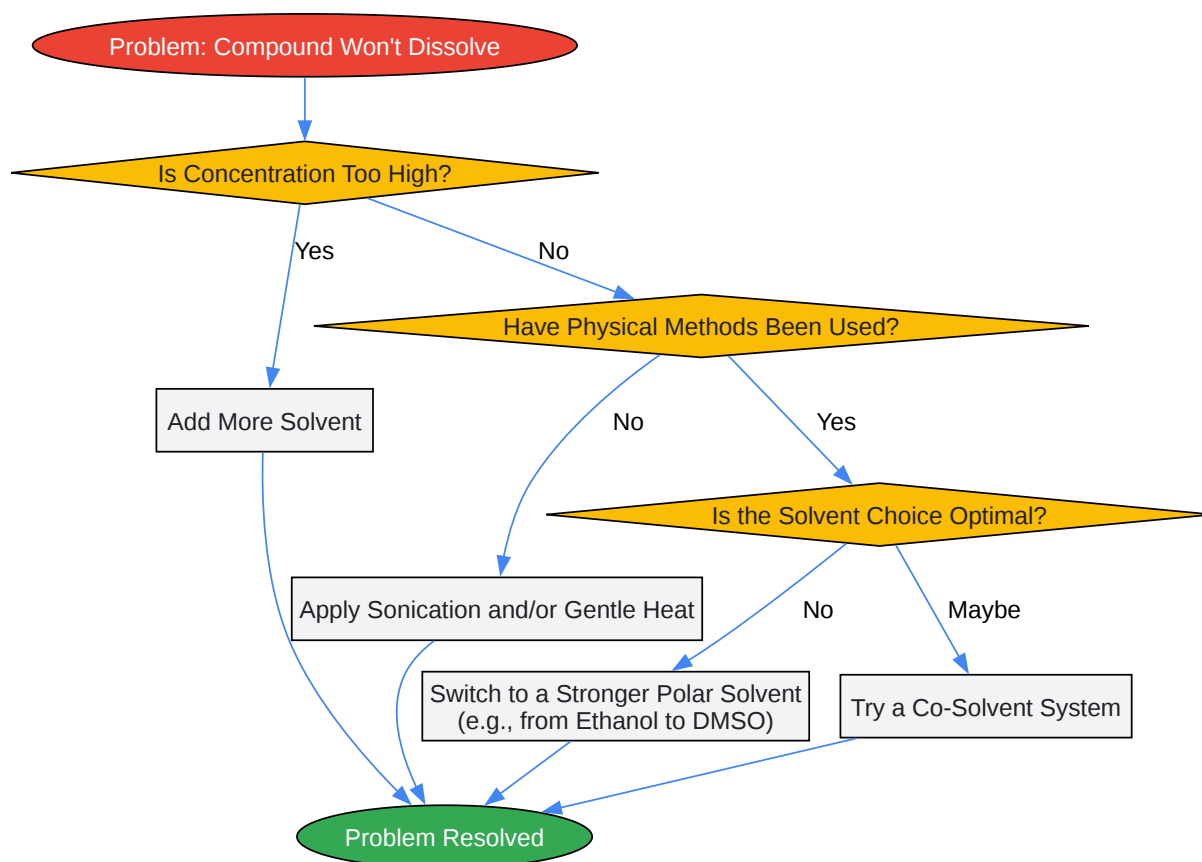 Problem: Compound Won't Dissolve
Is Concentration Too High?
Yes
No
Have Physical Methods Been Used?
Add More Solvent
No
Yes
Is the Solvent Choice Optimal?
Apply Sonication and/or Gentle Heat
No
Maybe
Switch to a Stronger Polar Solvent
(e.g., from Ethanol to DMSO)
Try a Co-Solvent System
Problem Resolved